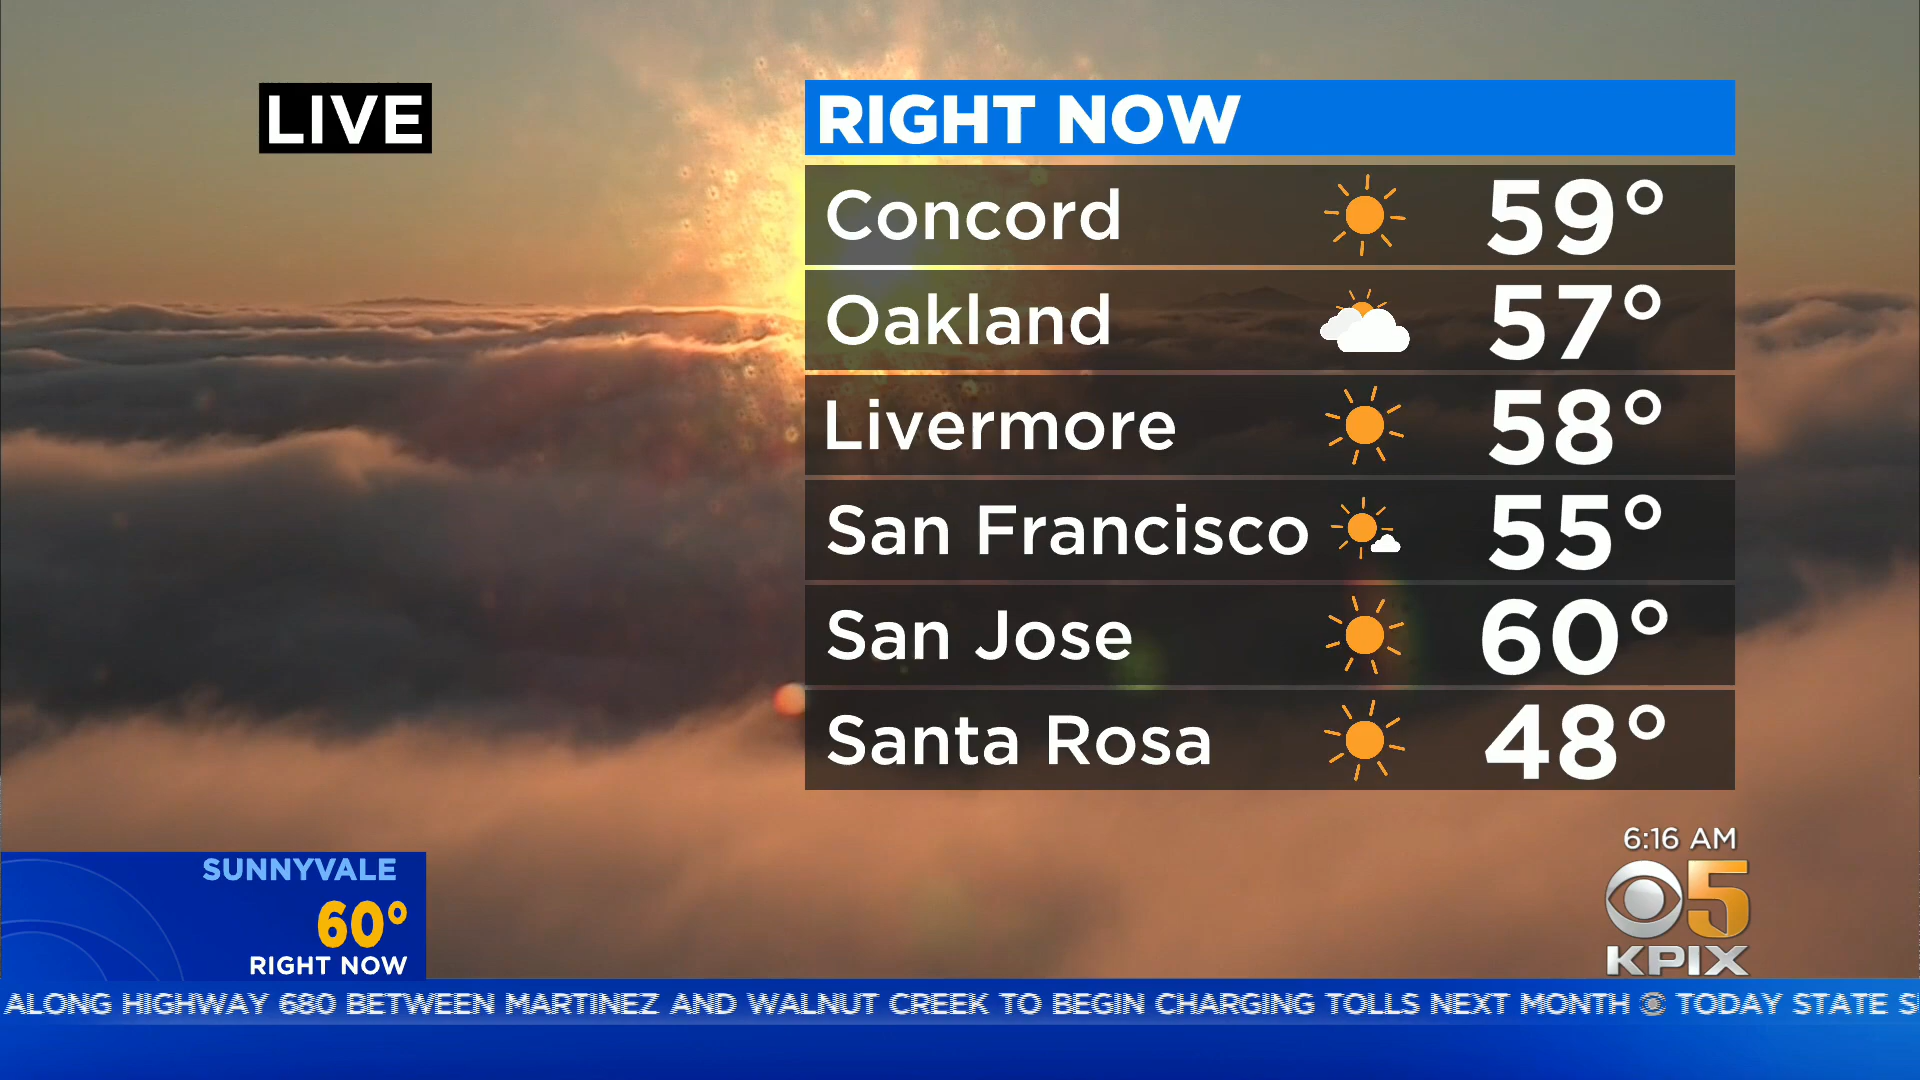 LIVE
RIGHT NOW
Concord 59°
Oakland 57°
Livermore 58°
San Francisco 55°
San Jose 60°
Santa Rosa 48°
6:16 AM
5
KPIX
SUNNYVALE
60°
RIGHT NOW
ALONG HIGHWAY 680 BETWEEN MARTINEZ AND WALNUT CREEK TO BEGIN CHARGING TOLLS NEXT MONTH TODAY STATE S